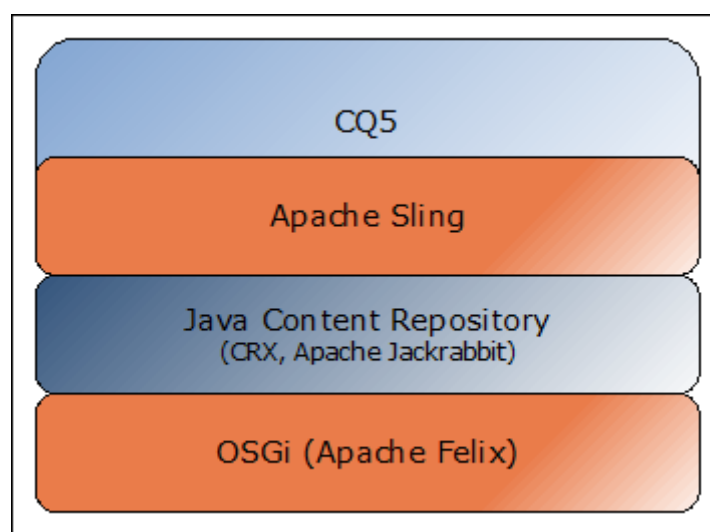 CQ5
Apache Sling
Java Content Repository
(CRX, Apache Jackrabbit)
OSGi (Apache Felix)